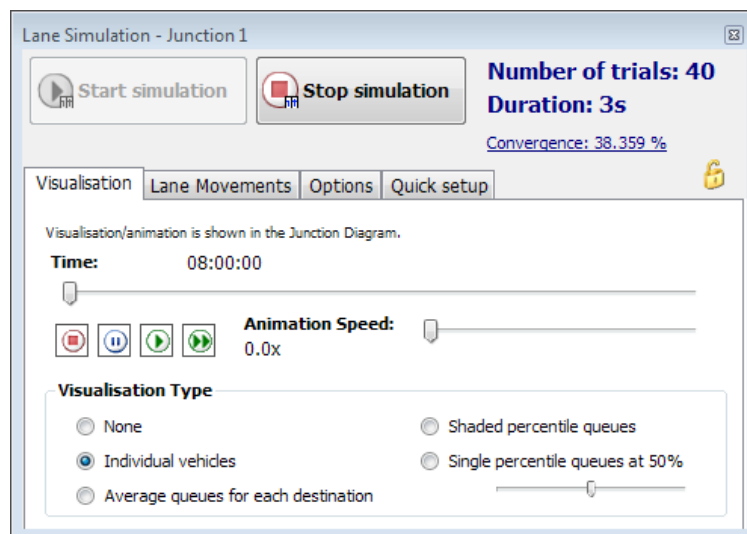 Lane Simulation - Junction 1
Start simulation
Stop simulation
Number of trials: 40
Duration: 3s
Convergence: 38.359 %
Visualisation
Lane Movements
Options
Quick setup
Visualisation/animation is shown in the Junction Diagram.
Time: 08:00:00
Animation Speed:
0.0x
Visualisation Type
None
Shaded percentile queues
Individual vehicles
Single percentile queues at 50%
Average queues for each destination